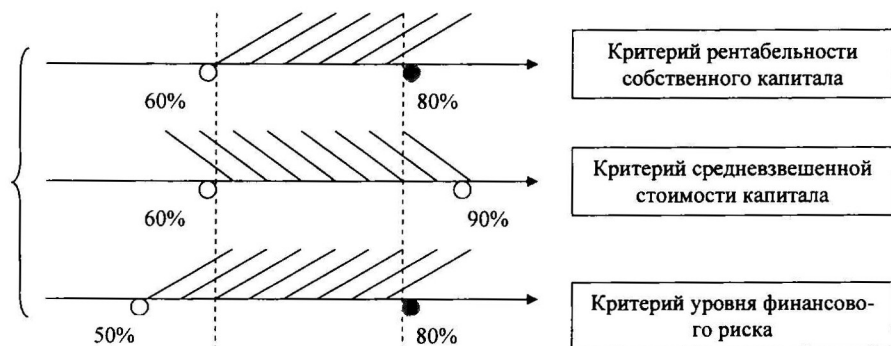 Критерий рентабельности
собственного капитала
60%
80%
Критерий средневзвешенной
стоимости капитала
60%
90%
Критерий уровня финансово-
го риска
50%
80%